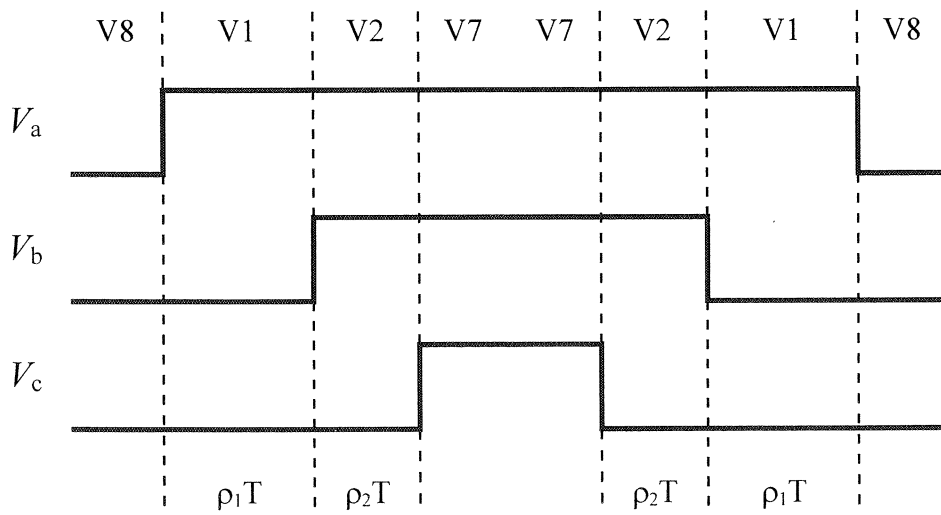 V8 V1 V2 V7 V7 V2 V1 V8
Va
Vb
Vc
ρ1T ρ2T ρ2T ρ1T